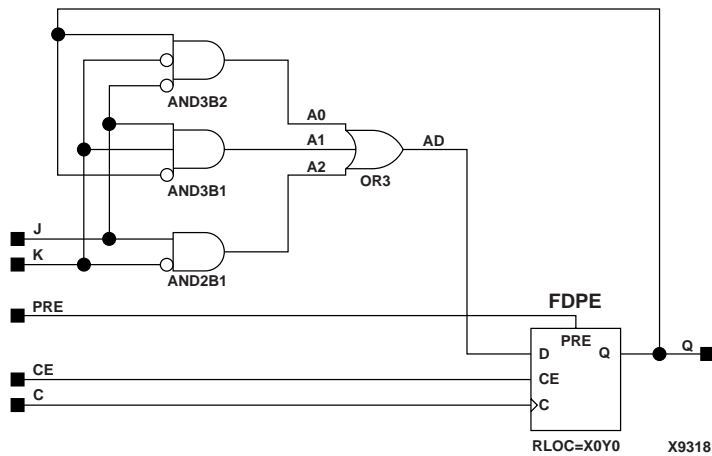 AND3B2
A0
A1
AD
AND3B1
A2
OR3
J
K
AND2B1
PRE
FDPE
PRE
D
Q
Q
CE
CE
C
C
RLOC=X0Y0
X9318